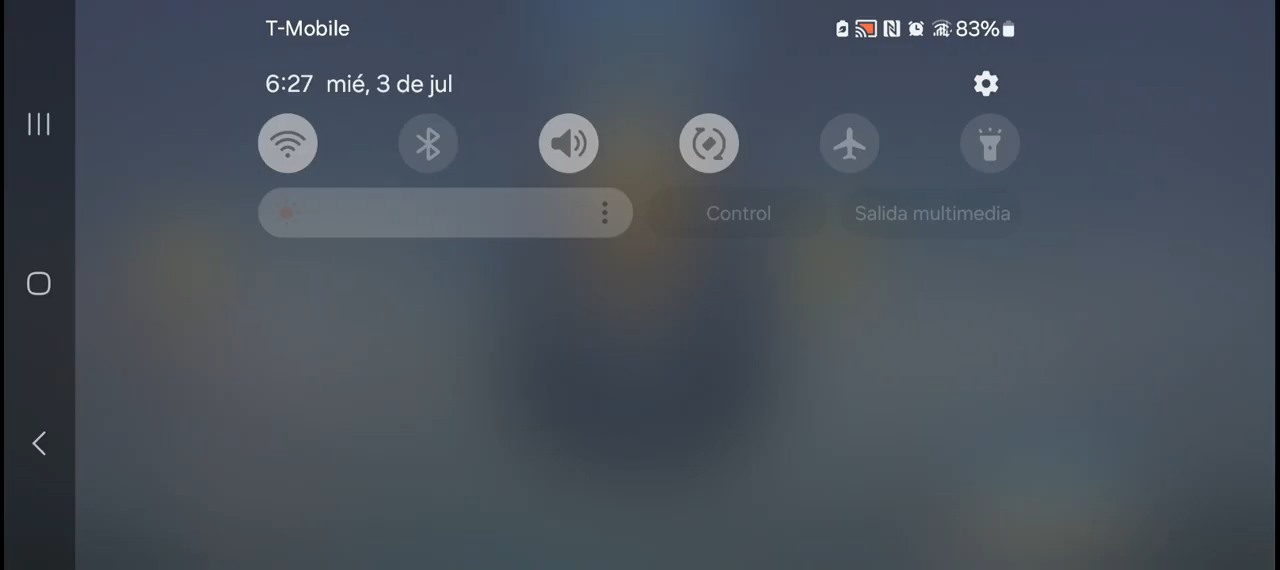 T-Mobile
83%
6:27 mié, 3 de jul
Control
Salida multimedia